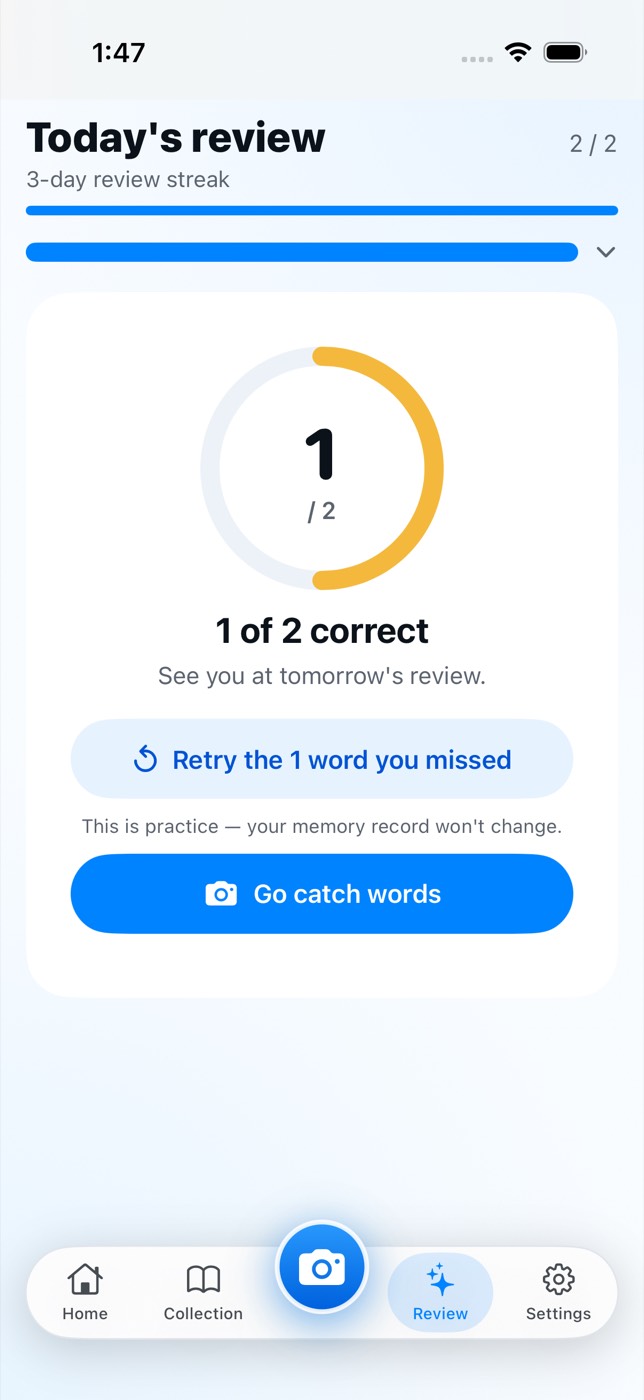 1:47
Today's review
2 / 2
3-day review streak
1
/ 2
1 of 2 correct
See you at tomorrow's review.
Retry the 1 word you missed
This is practice — your memory record won't change.
Go catch words
Home
Collection
Review
Settings